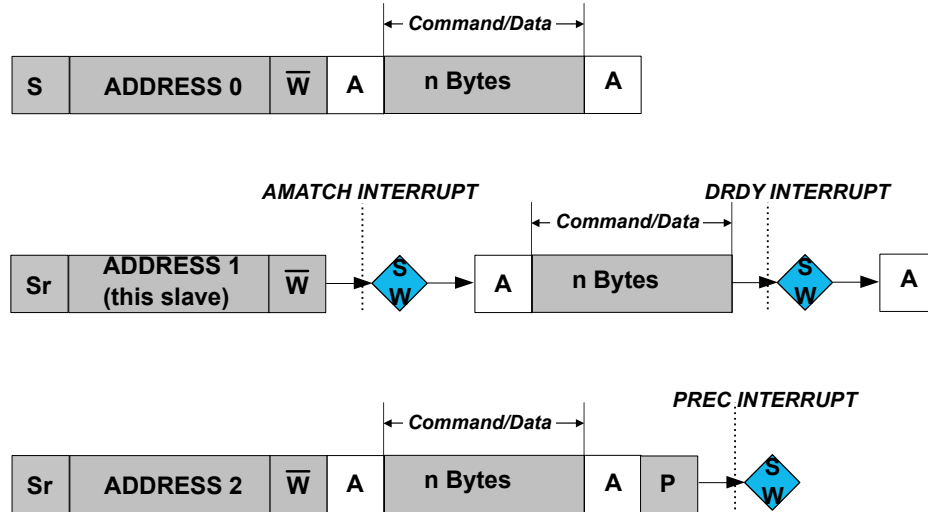 Command/Data
S ADDRESS 0 W̅ A n Bytes A
AMATCH INTERRUPT DRDY INTERRUPT
Command/Data
Sr ADDRESS 1 (this slave) W̅ S W A n Bytes S W A
PREC INTERRUPT
Command/Data
Sr ADDRESS 2 W̅ A n Bytes A P S W